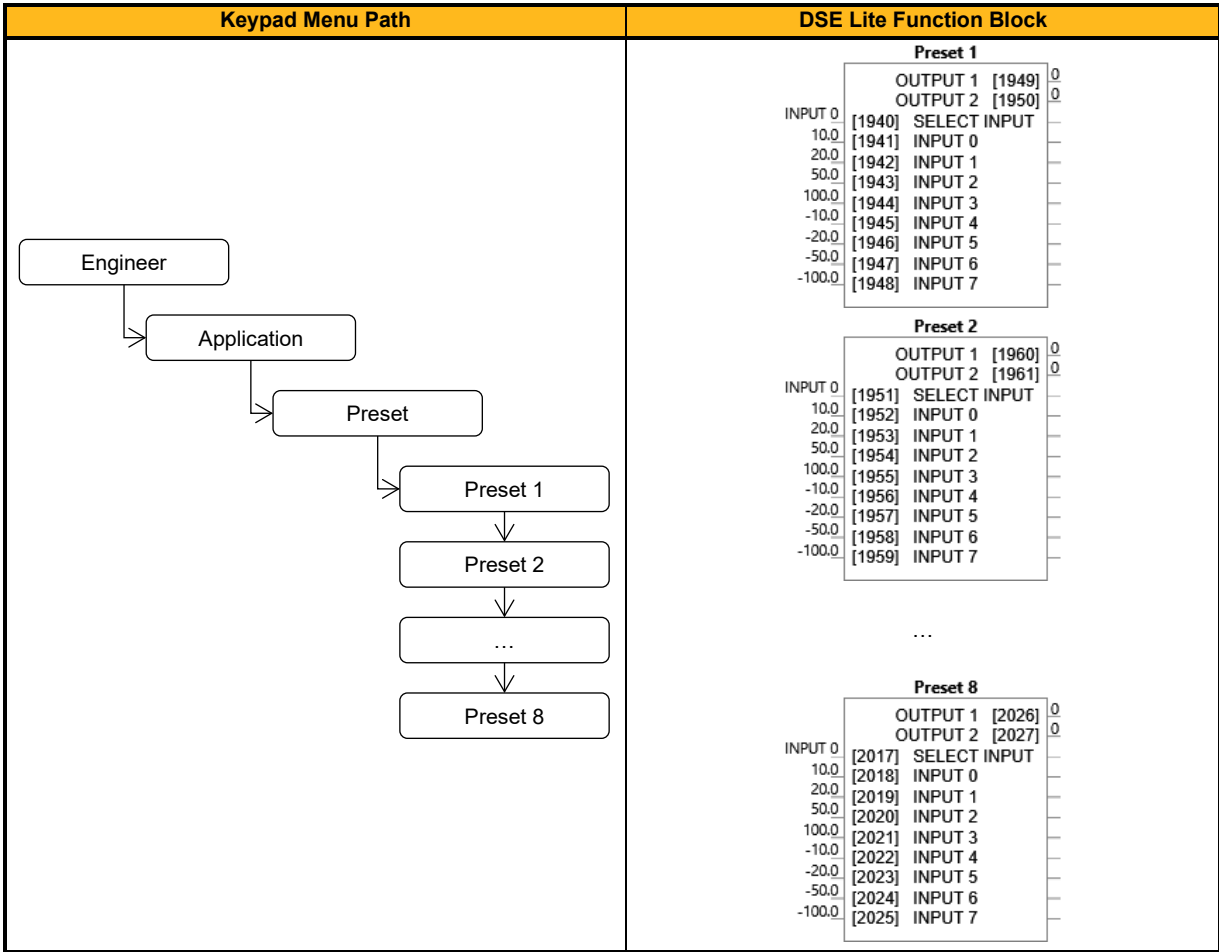 Keypad Menu Path
DSE Lite Function Block
Engineer
Application
Preset
Preset 1
Preset 2
…
Preset 8
Preset 1
OUTPUT 1 [1949] 0
OUTPUT 2 [1950] 0
INPUT 0 [1940] SELECT INPUT
10.0 [1941] INPUT 0
20.0 [1942] INPUT 1
50.0 [1943] INPUT 2
100.0 [1944] INPUT 3
-10.0 [1945] INPUT 4
-20.0 [1946] INPUT 5
-50.0 [1947] INPUT 6
-100.0 [1948] INPUT 7
Preset 2
OUTPUT 1 [1960] 0
OUTPUT 2 [1961] 0
INPUT 0 [1951] SELECT INPUT
10.0 [1952] INPUT 0
20.0 [1953] INPUT 1
50.0 [1954] INPUT 2
100.0 [1955] INPUT 3
-10.0 [1956] INPUT 4
-20.0 [1957] INPUT 5
-50.0 [1958] INPUT 6
-100.0 [1959] INPUT 7
…
Preset 8
OUTPUT 1 [2026] 0
OUTPUT 2 [2027] 0
INPUT 0 [2017] SELECT INPUT
10.0 [2018] INPUT 0
20.0 [2019] INPUT 1
50.0 [2020] INPUT 2
100.0 [2021] INPUT 3
-10.0 [2022] INPUT 4
-20.0 [2023] INPUT 5
-50.0 [2024] INPUT 6
-100.0 [2025] INPUT 7